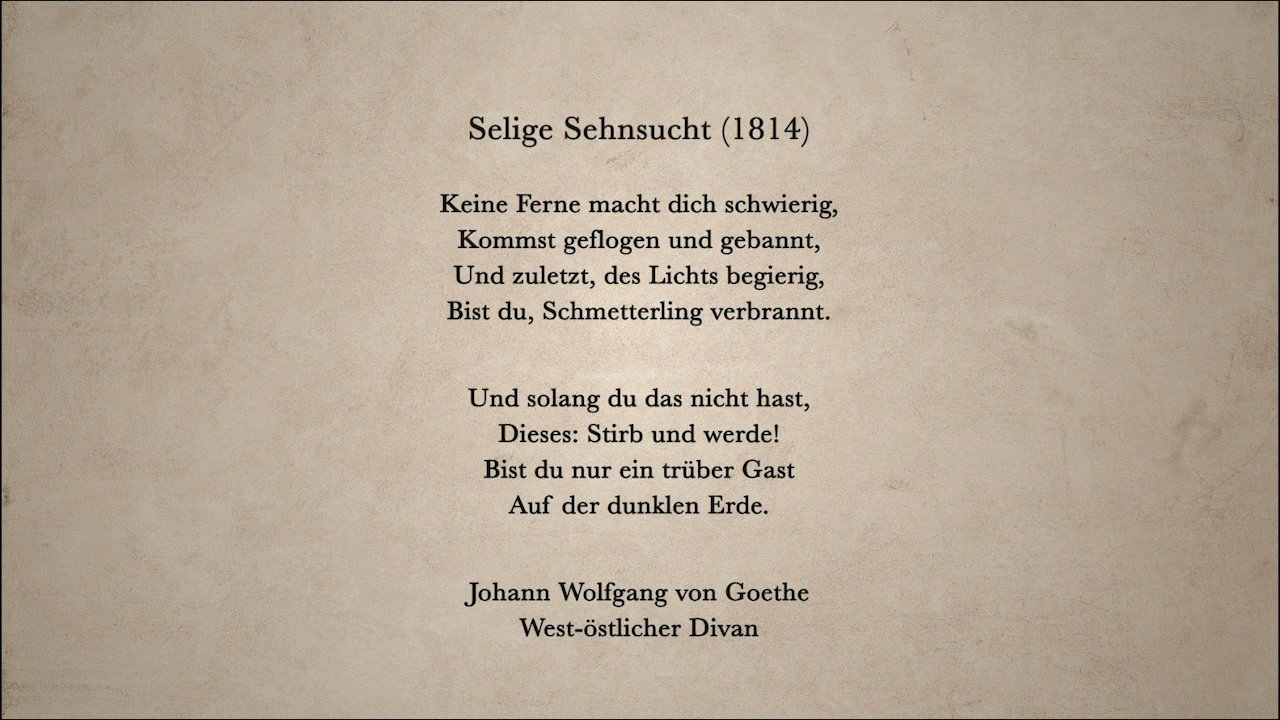 Selige Sehnsucht (1814)
Keine Ferne macht dich schwierig,
Kommst geflogen und gebannt,
Und zuletzt, des Lichts begierig,
Bist du, Schmetterling verbrannt.
Und solang du das nicht hast,
Dieses: Stirb und werde!
Bist du nur ein trüber Gast
Auf der dunklen Erde.
Johann Wolfgang von Goethe
West-östlicher Divan